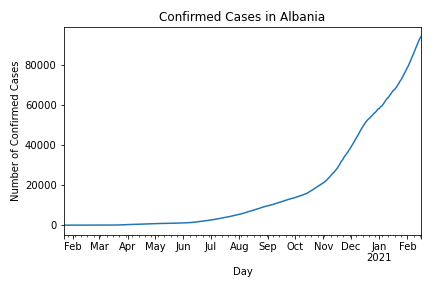 Confirmed Cases in Albania
Number of Confirmed Cases
80000
60000
40000
20000
0
Feb Mar Apr May Jun Jul Aug Sep Oct Nov Dec Jan Feb
2021
Day